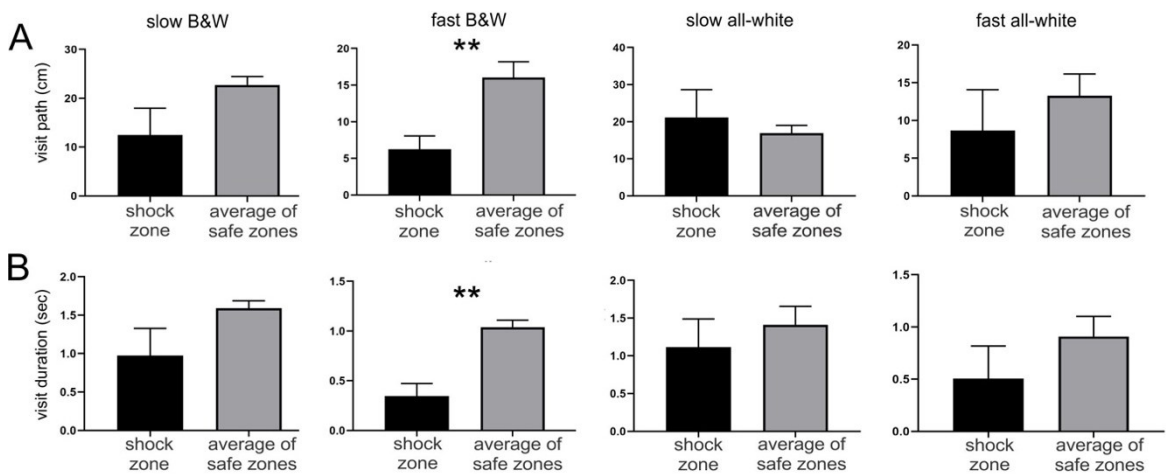 slow B&W
fast B&W
slow all-white
fast all-white
A
visit path (cm)
30
20
10
0
shock zone
average of safe zones
20
15
10
5
0
**
shock zone
average of safe zones
40
30
20
10
0
shock zone
average of safe zones
20
15
10
5
0
shock zone
average of safe zones
B
visit duration (sec)
2.0
1.5
1.0
0.5
0.0
shock zone
average of safe zones
1.5
1.0
0.5
0.0
**
shock zone
average of safe zones
2.0
1.5
1.0
0.5
0.0
shock zone
average of safe zones
1.5
1.0
0.5
0.0
shock zone
average of safe zones